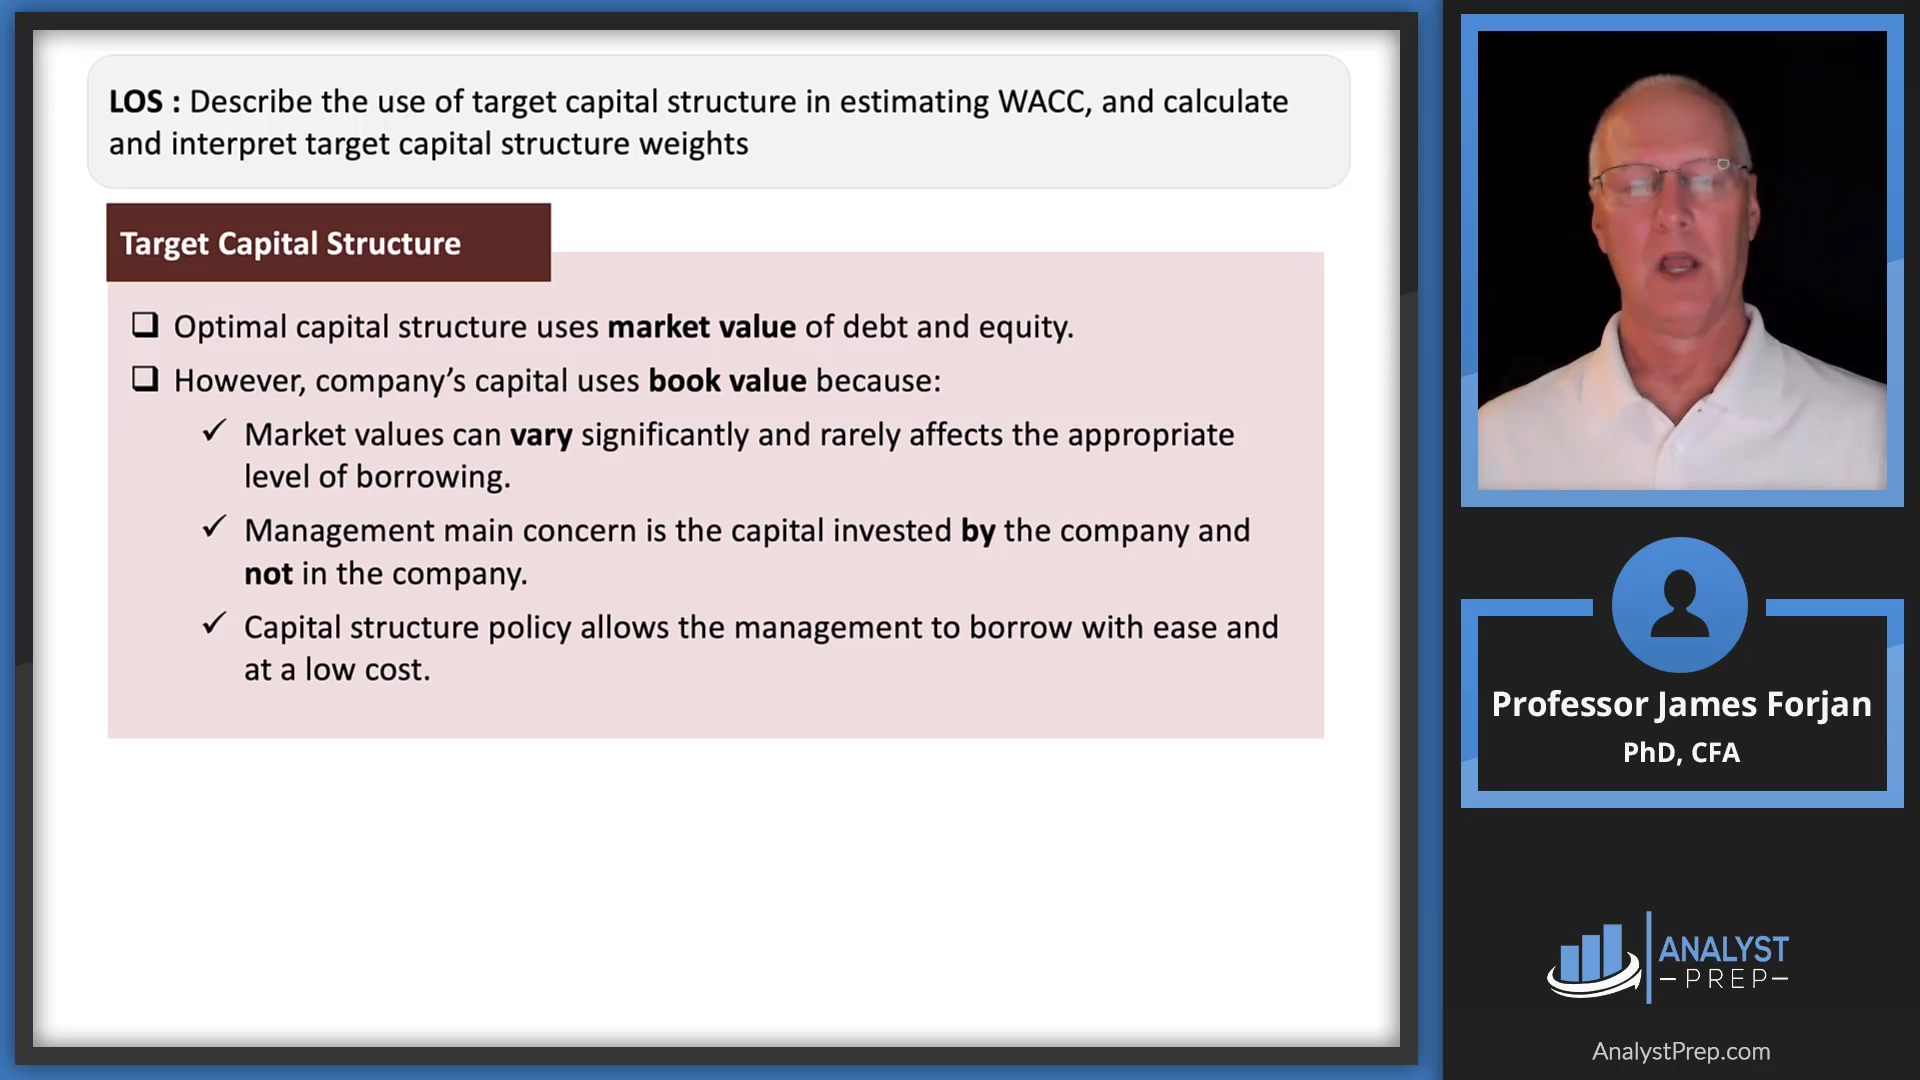 LOS : Describe the use of target capital structure in estimating WACC, and calculate
and interpret target capital structure weights
Target Capital Structure
Optimal capital structure uses market value of debt and equity.
However, company’s capital uses book value because:
Market values can vary significantly and rarely affects the appropriate
level of borrowing.
Management main concern is the capital invested by the company and
not in the company.
Capital structure policy allows the management to borrow with ease and
at a low cost.
Professor James Forjan
PhD, CFA
ANALYST
PREP
AnalystPrep.com